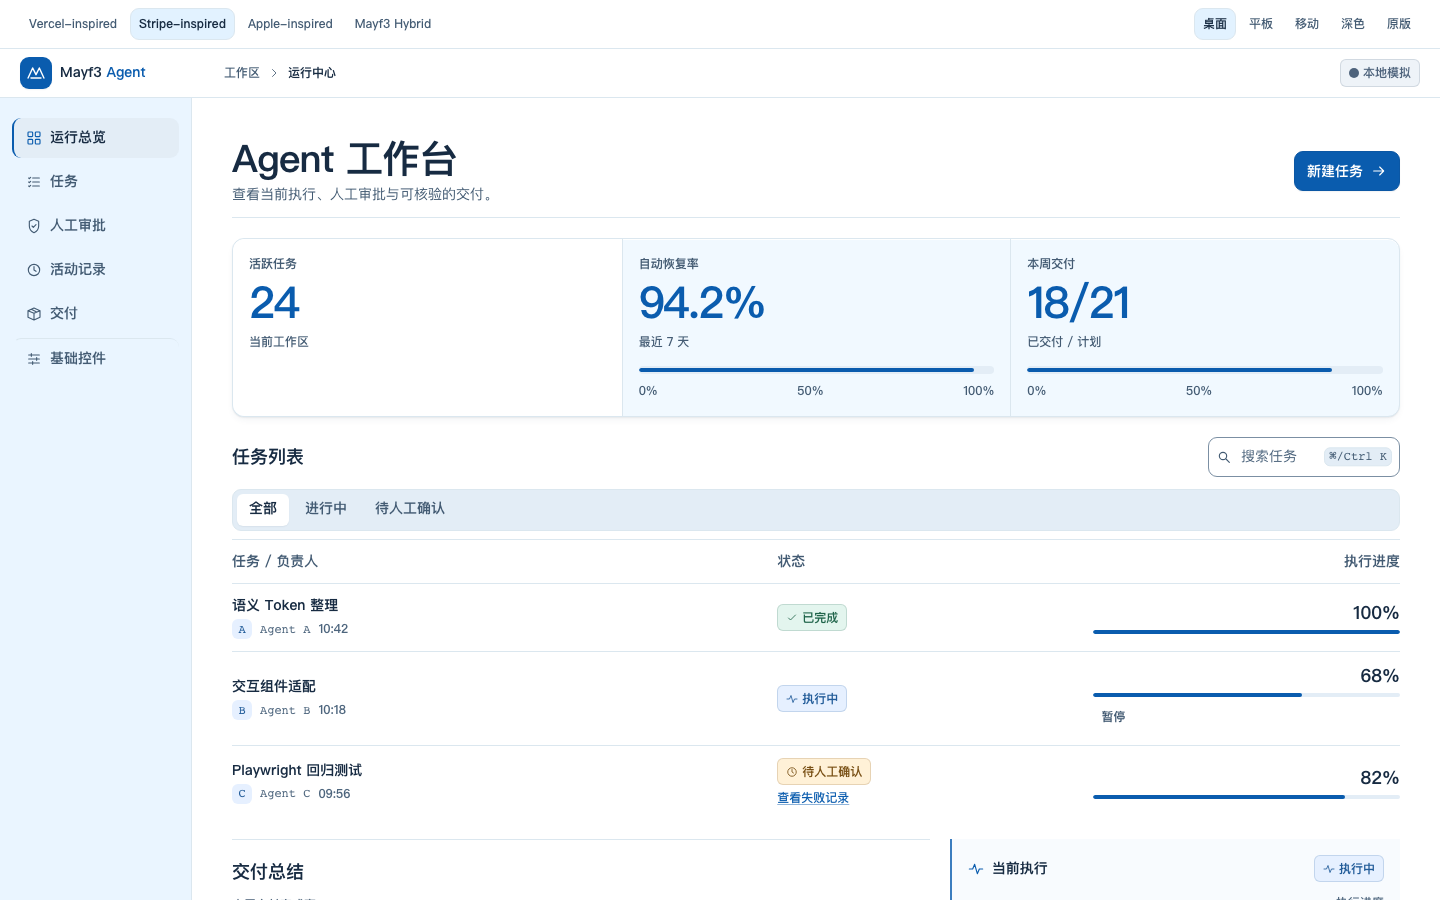 Vercel-inspired Stripe-inspired Apple-inspired Mayf3 Hybrid 桌面 平板 移动 深色 原版
Mayf3 Agent 工作区 > 运行中心 本地模拟
运行总览
任务
人工审批
活动记录
交付
基础控件
Agent 工作台
查看当前执行、人工审批与可核验的交付。
新建任务 →
活跃任务
24
当前工作区
自动恢复率
94.2%
最近 7 天
0% 50% 100%
本周交付
18/21
已交付 / 计划
0% 50% 100%
任务列表
搜索任务 ⌘/Ctrl K
全部 进行中 待人工确认
任务 / 负责人 状态 执行进度
语义 Token 整理
A Agent A 10:42
已完成
100%
交互组件适配
B Agent B 10:18
执行中
68%
暂停
Playwright 回归测试
C Agent C 09:56
待人工确认
查看失败记录
82%
交付总结
当前执行 执行中